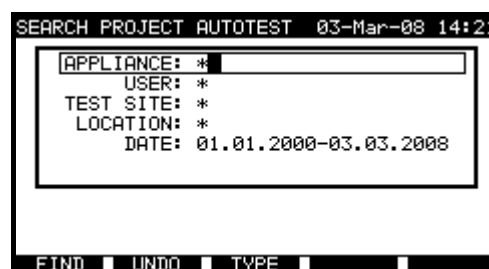 SEARCH PROJECT AUTOTEST 03-Mar-08 14:21
APPLIANCE: *
USER: *
TEST SITE: *
LOCATION: *
DATE: 01.01.2000-03.03.2008
FIND UNDO TYPE